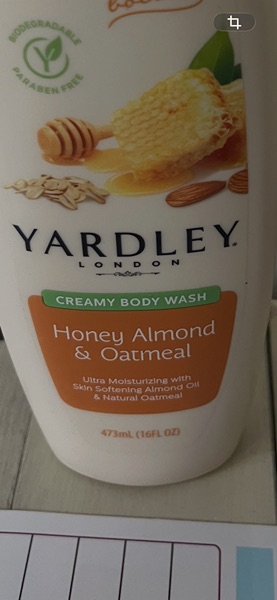 BIODEGRADABLE
PARABEN FREE
YARDLEY
LONDON
CREAMY BODY WASH
Honey Almond
& Oatmeal
Ultra Moisturizing with
Skin Softening Almond Oil
& Natural Oatmeal
473mL (16FL OZ)